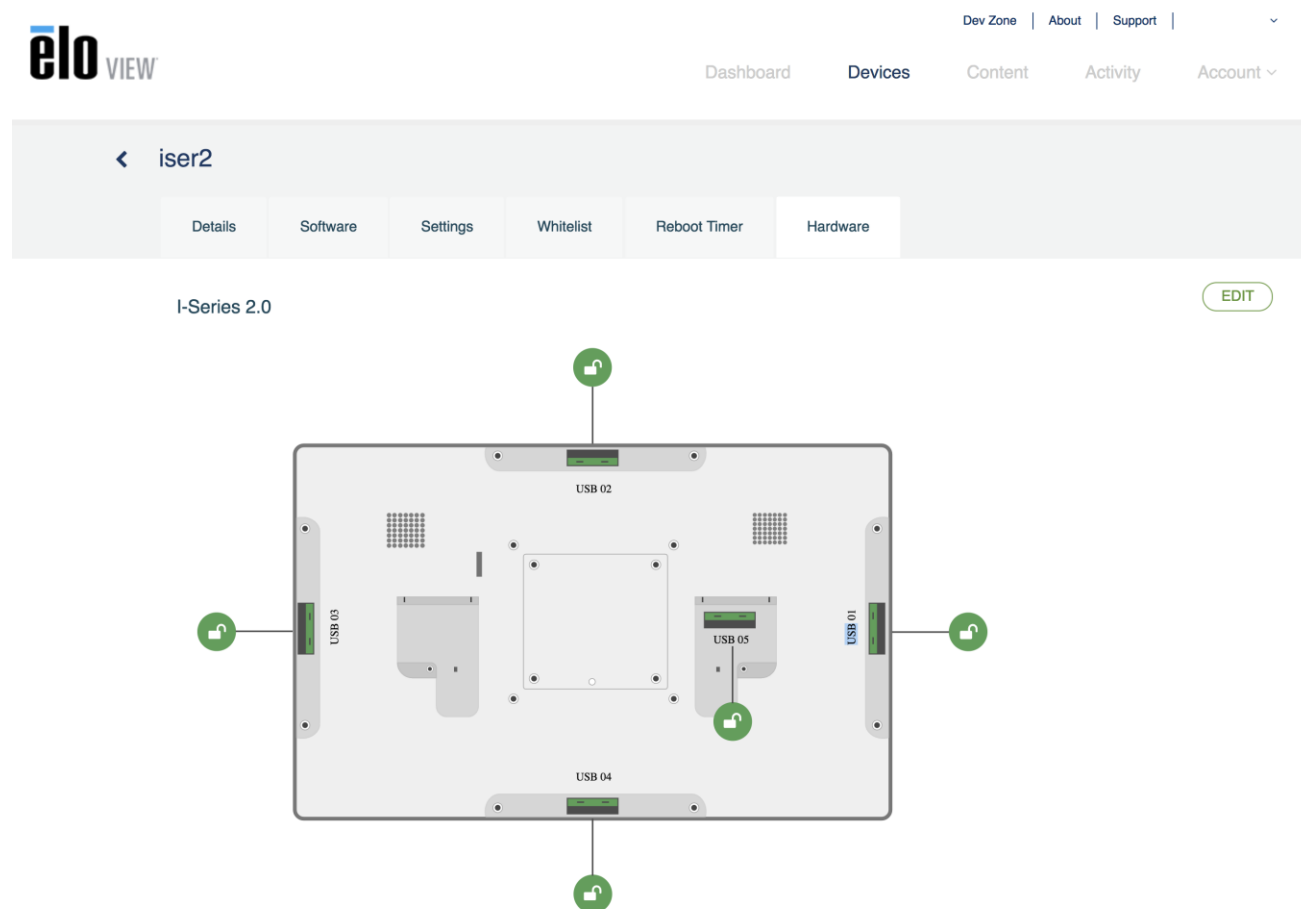 Dev Zone | About | Support |
ēlo VIEW
Dashboard Devices Content Activity Account
iser2
Details Software Settings Whitelist Reboot Timer Hardware
I-Series 2.0
EDIT
USB 02
USB 03
USB 01
USB 05
USB 04